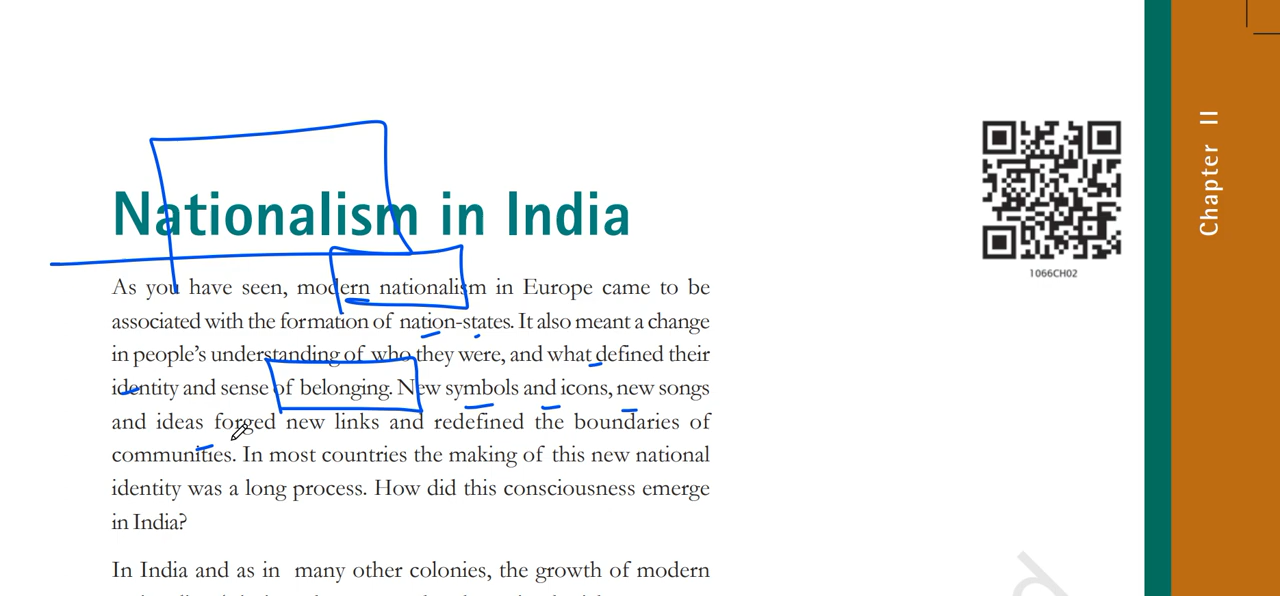 Nationalism in India
As you have seen, modern nationalism in Europe came to be
associated with the formation of nation-states. It also meant a change
in people's understanding of who they were, and what defined their
identity and sense of belonging. New symbols and icons, new songs
and ideas forged new links and redefined the boundaries of
communities. In most countries the making of this new national
identity was a long process. How did this consciousness emerge
in India?
In India and as in many other colonies, the growth of modern
1066CH02
Chapter II